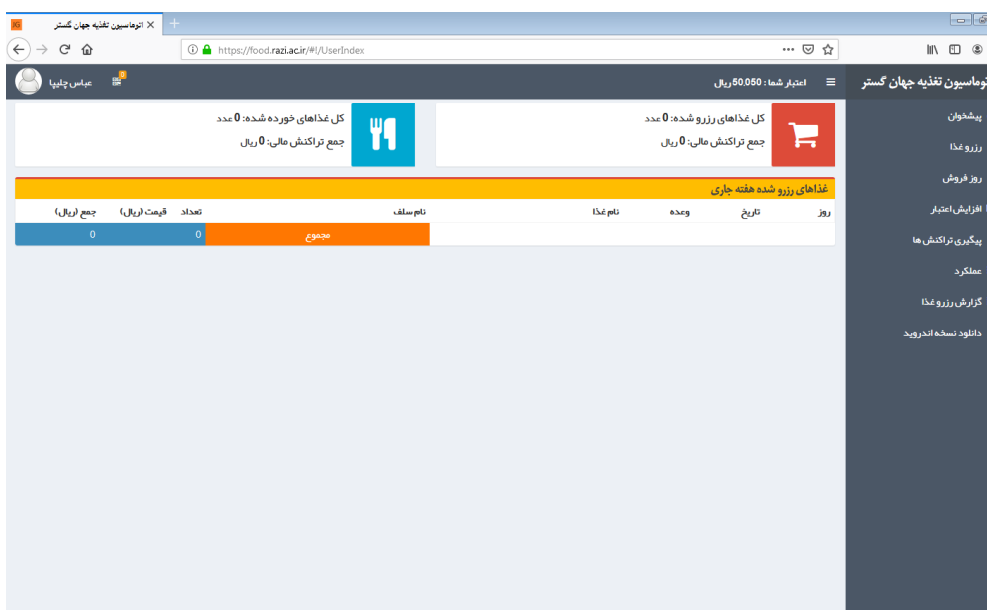 اتوماسیون تغذیه جهان گستر
https://food.razi.ac.ir/#!/UserIndex
توماسیون تغذیه جهان گستر
اعتبار شما : 50,050 ریال
0
عباس چلیپا
پیشخوان
رزرو غذا
روز فروش
افزایش اعتبار
پیگیری تراکنش ها
عملکرد
گزارش رزرو غذا
دانلود نسخه اندروید
کل غذاهای رزرو شده: 0 عدد
جمع تراکنش مالی: 0 ریال
کل غذاهای خورده شده: 0 عدد
جمع تراکنش مالی: 0 ریال
غذاهای رزرو شده هفته جاری
روز تاریخ وعده نام غذا نام سلف تعداد قیمت (ریال) جمع (ریال)
مجموع 0 0